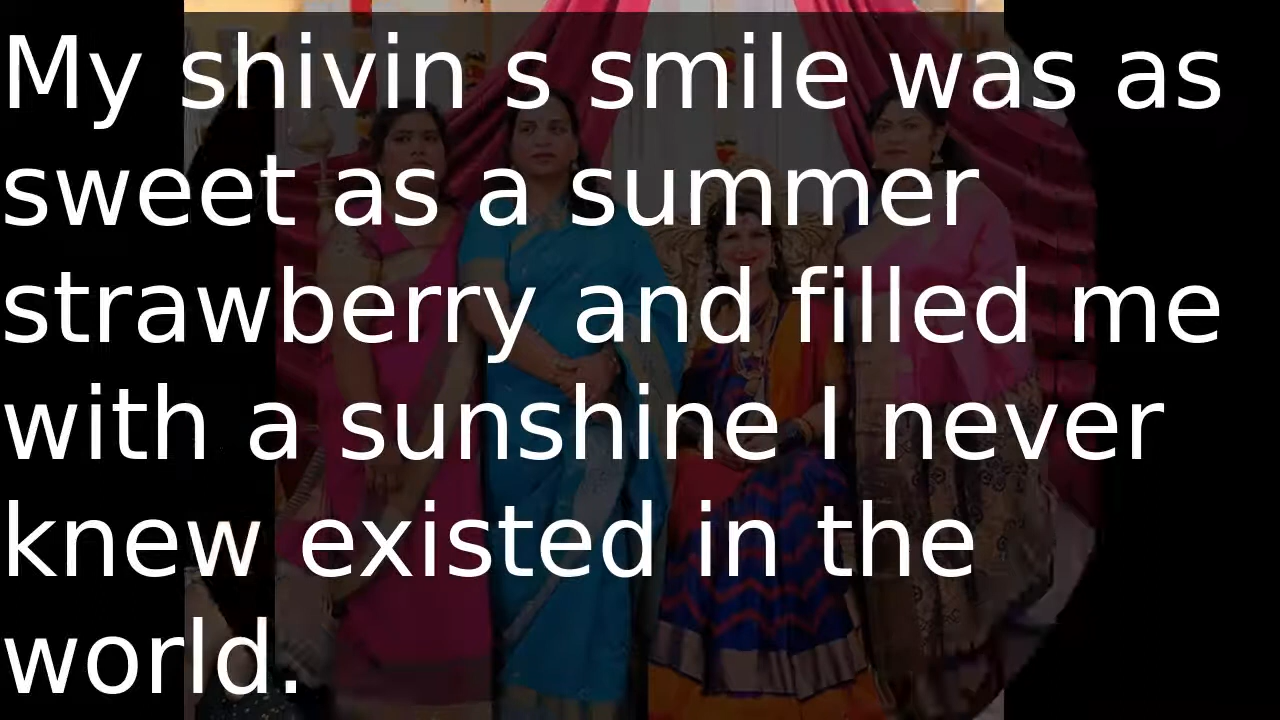 My shivin s smile was as
sweet as a summer
strawberry and filled me
with a sunshine I never
knew existed in the
world.